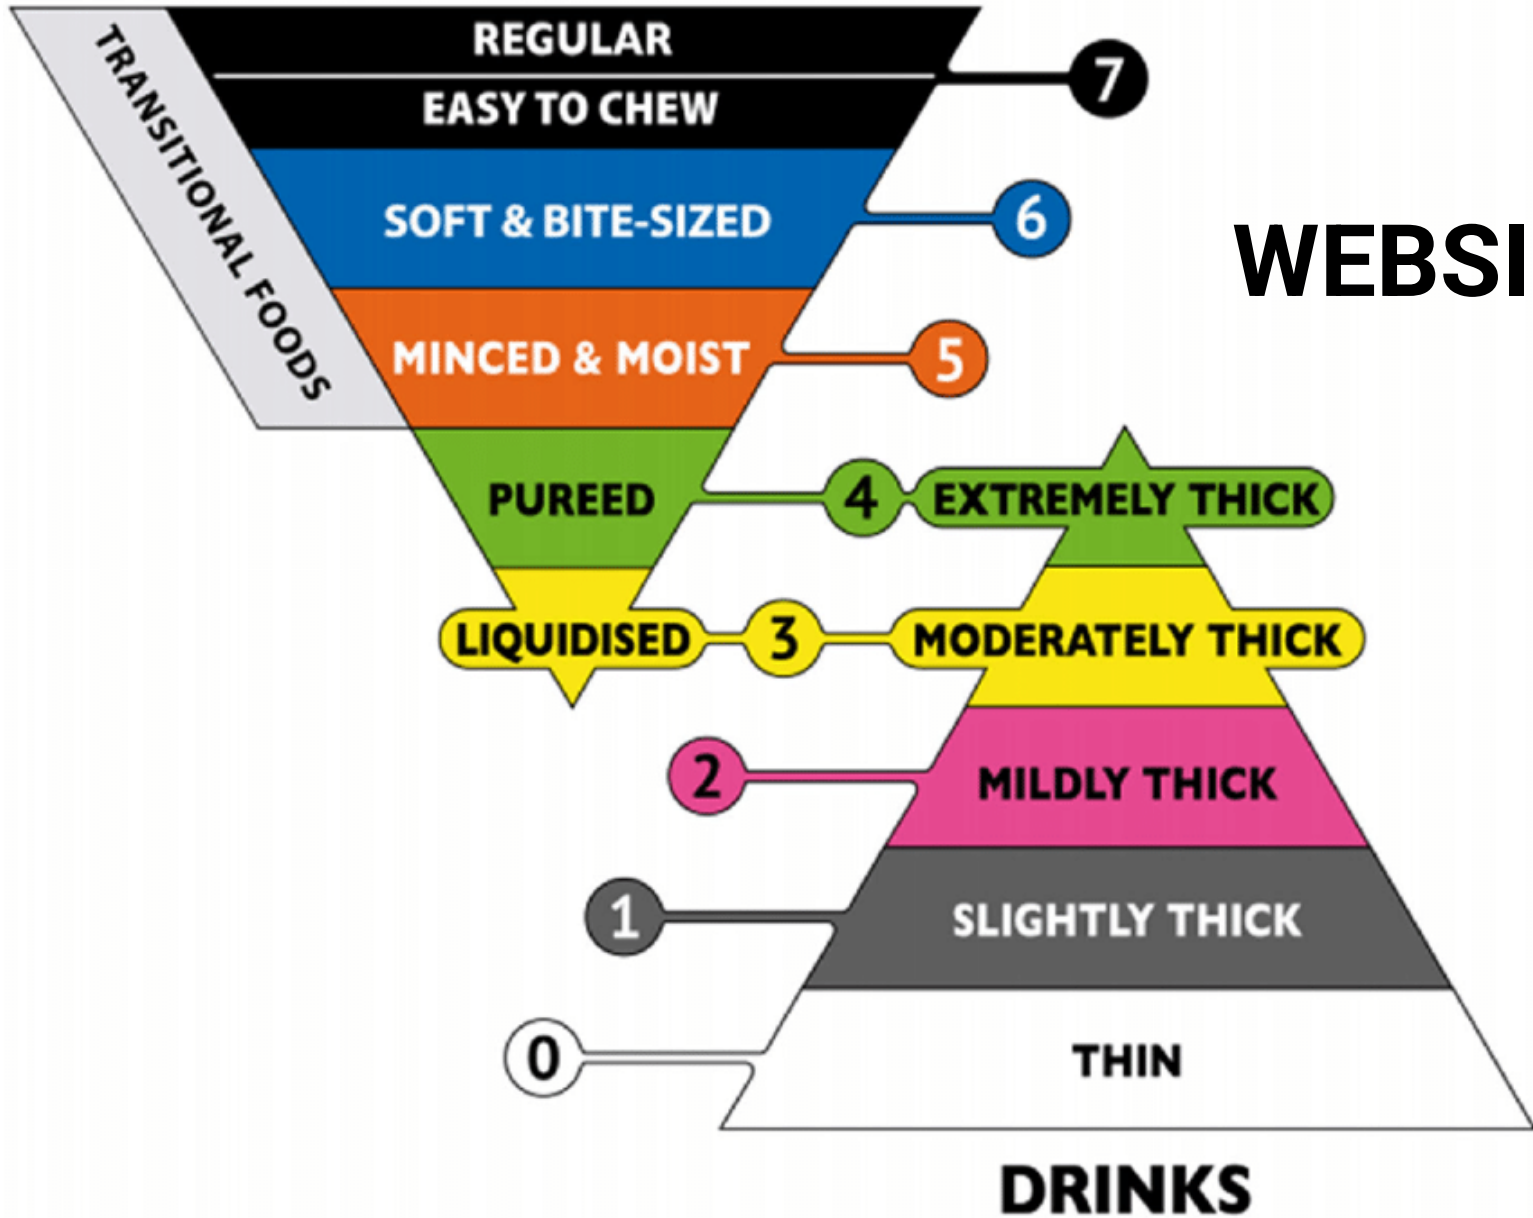 REGULAR
EASY TO CHEW
7
TRANSITIONAL FOODS
SOFT & BITE-SIZED
6
WEBSI
MINCED & MOIST
5
PUREED
4
EXTREMELY THICK
LIQUIDISED
3
MODERATELY THICK
2
MILDLY THICK
1
SLIGHTLY THICK
0
THIN
DRINKS